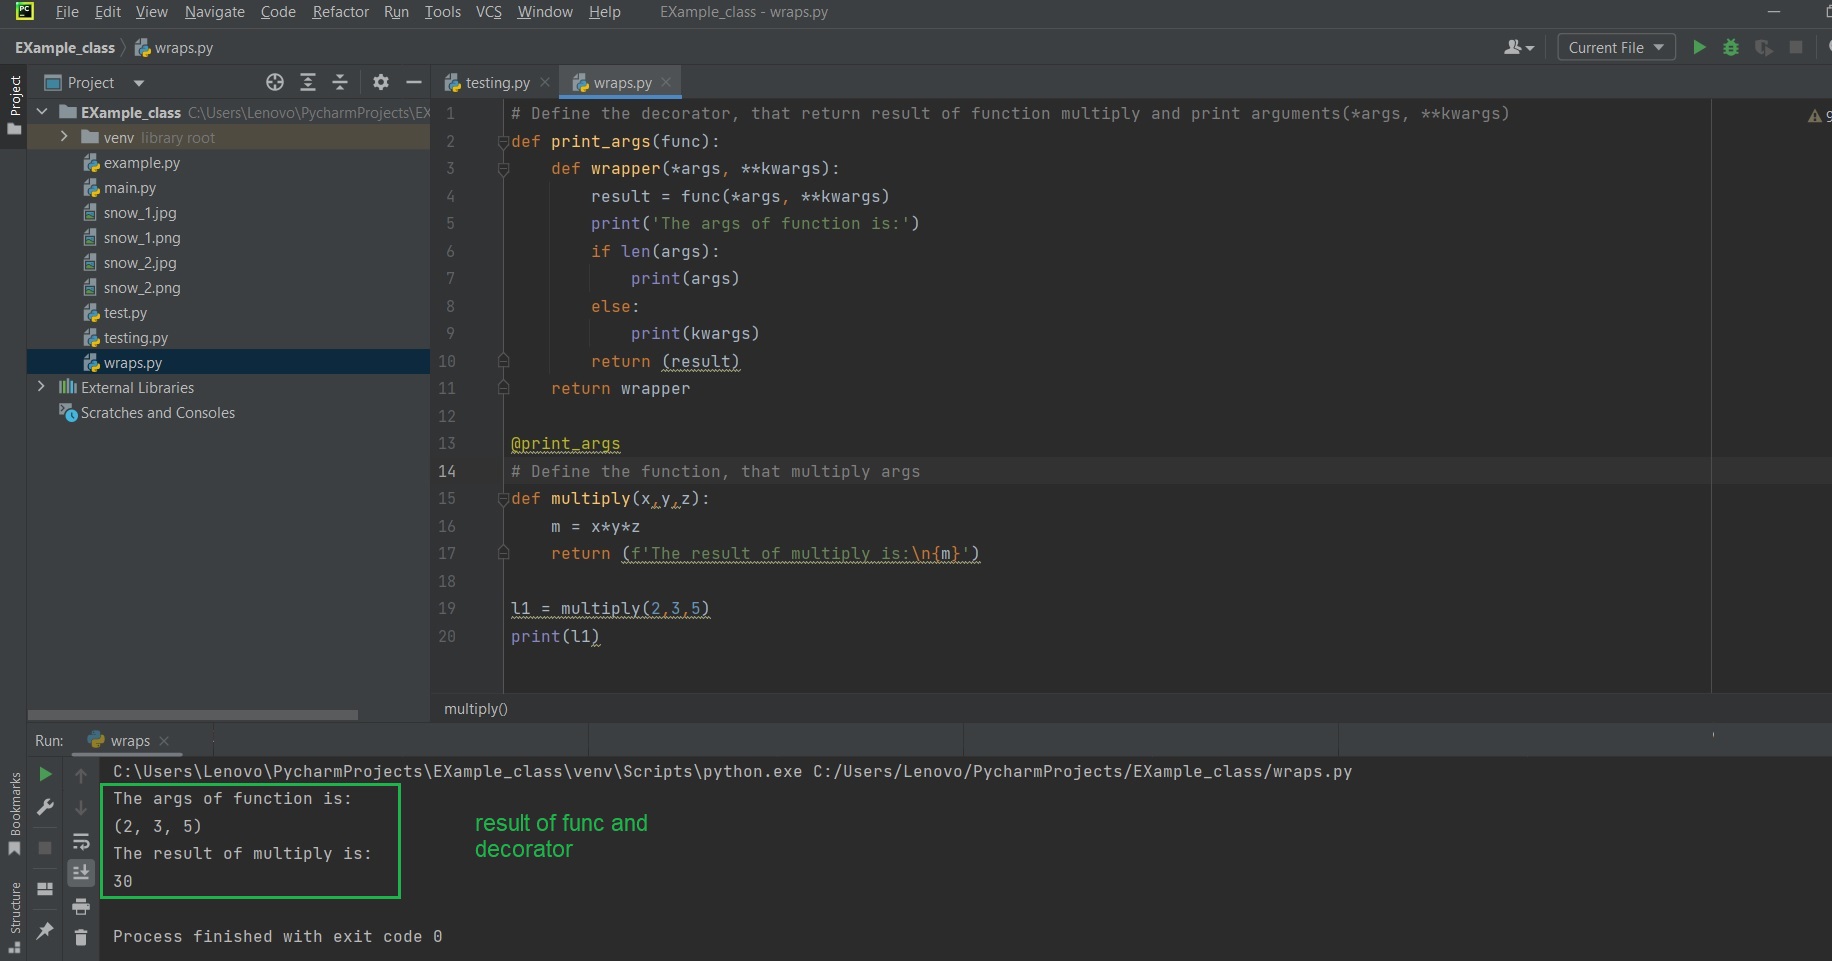 File Edit View Navigate Code Refactor Run Tools VCS Window Help EXample_class - wraps.py
EXample_class wraps.py Current File
Project
Project
testing.py wraps.py
EXample_class C:\Users\Lenovo\PycharmProjects\EX
venv library root
example.py
main.py
snow_1.jpg
snow_1.png
snow_2.jpg
snow_2.png
test.py
testing.py
wraps.py
External Libraries
Scratches and Consoles
1 # Define the decorator, that return result of function multiply and print arguments(*args, **kwargs)
2 def print_args(func):
3 def wrapper(*args, **kwargs):
4 result = func(*args, **kwargs)
5 print('The args of function is:')
6 if len(args):
7 print(args)
8 else:
9 print(kwargs)
10 return (result)
11 return wrapper
12
13 @print_args
14 # Define the function, that multiply args
15 def multiply(x,y,z):
16 m = x*y*z
17 return (f'The result of multiply is:\n{m}')
18
19 l1 = multiply(2,3,5)
20 print(l1)
multiply()
Run: wraps
C:\Users\Lenovo\PycharmProjects\EXample_class\venv\Scripts\python.exe C:/Users/Lenovo/PycharmProjects/EXample_class/wraps.py
The args of function is:
(2, 3, 5)
The result of multiply is:
30
result of func and
decorator
Process finished with exit code 0
Bookmarks
Structure